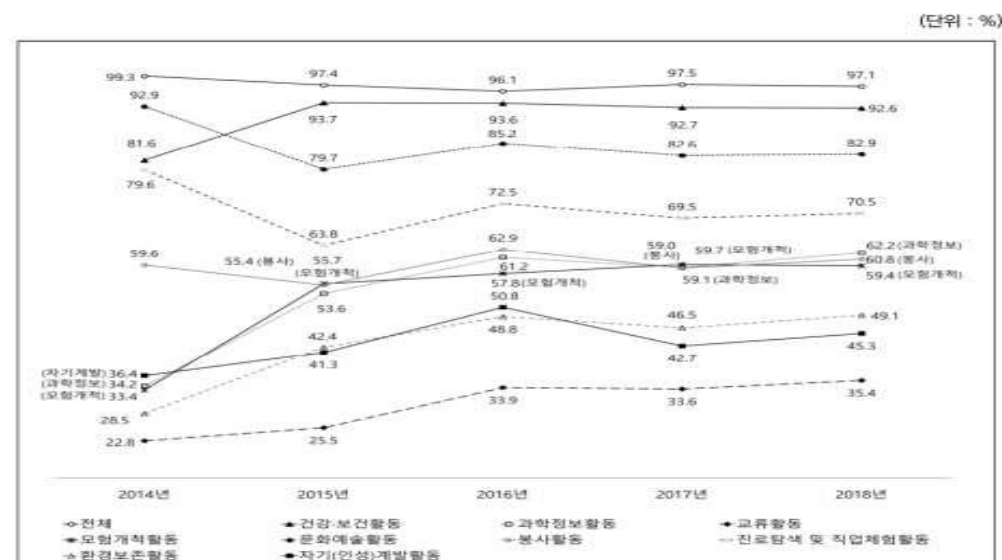 (단위 : %)
99.3 97.4 96.1 97.5 97.1
92.9 93.7 93.6 92.7 92.6
81.6 79.7 85.2 82.6 82.9
79.6 63.8 72.5 69.5 70.5
59.6 55.4 (봉사) 55.7 (모험개척) 62.9 59.0 (봉사) 59.7 (모험개척) 62.2 (과학정보)
61.2 60.8 (봉사)
53.6 57.8 (모험개척) 59.1 (과학정보) 59.4 (모험개척)
50.8
42.4 48.8 46.5 49.1
(자기계발) 36.4 41.3 42.7 45.3
(과학정보) 34.2
(모험개척) 33.4 33.9 33.6 35.4
28.5
22.8 25.5
2014년 2015년 2016년 2017년 2018년
전체 건강·보건활동 과학정보활동 교류활동
모험개척활동 문화예술활동 봉사활동 진로탐색 및 직업체험활동
환경보존활동 자기(인성)계발활동